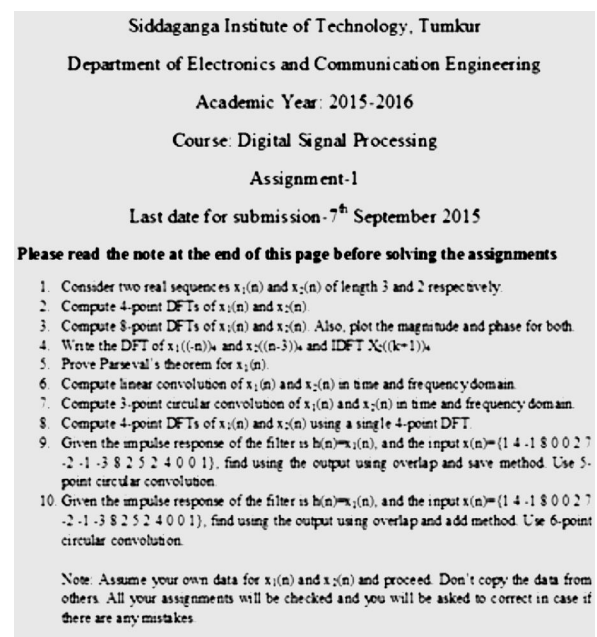 Siddaganga Institute of Technology, Tumkur
Department of Electronics and Communication Engineering
Academic Year: 2015-2016
Course: Digital Signal Processing
Assignment-1
Last date for submission-7th September 2015
Please read the note at the end of this page before solving the assignments
1. Consider two real sequences x₁(n) and x₂(n) of length 3 and 2 respectively.
2. Compute 4-point DFTs of x₁(n) and x₂(n).
3. Compute 8-point DFTs of x₁(n) and x₂(n). Also, plot the magnitude and phase for both.
4. Write the DFT of x₁((-n))₄ and x₂((n-3))₄ and IDFT X₂((k+1))₄
5. Prove Parseval's theorem for x₁(n).
6. Compute linear convolution of x₁(n) and x₂(n) in time and frequency domain.
7. Compute 3-point circular convolution of x₁(n) and x₂(n) in time and frequency domain.
8. Compute 4-point DFTs of x₁(n) and x₂(n) using a single 4-point DFT.
9. Given the impulse response of the filter is h(n)=x₁(n), and the input x(n)={1 4 -1 8 0 0 2 7
-2 -1 -3 8 2 5 2 4 0 0 1}, find using the output using overlap and save method. Use 5-
point circular convolution.
10. Given the impulse response of the filter is h(n)=x₁(n), and the input x(n)={1 4 -1 8 0 0 2 7
-2 -1 -3 8 2 5 2 4 0 0 1}, find using the output using overlap and add method. Use 6-point
circular convolution.
Note: Assume your own data for x₁(n) and x₂(n) and proceed. Don't copy the data from
others. All your assignments will be checked and you will be asked to correct in case if
there are any mistakes.